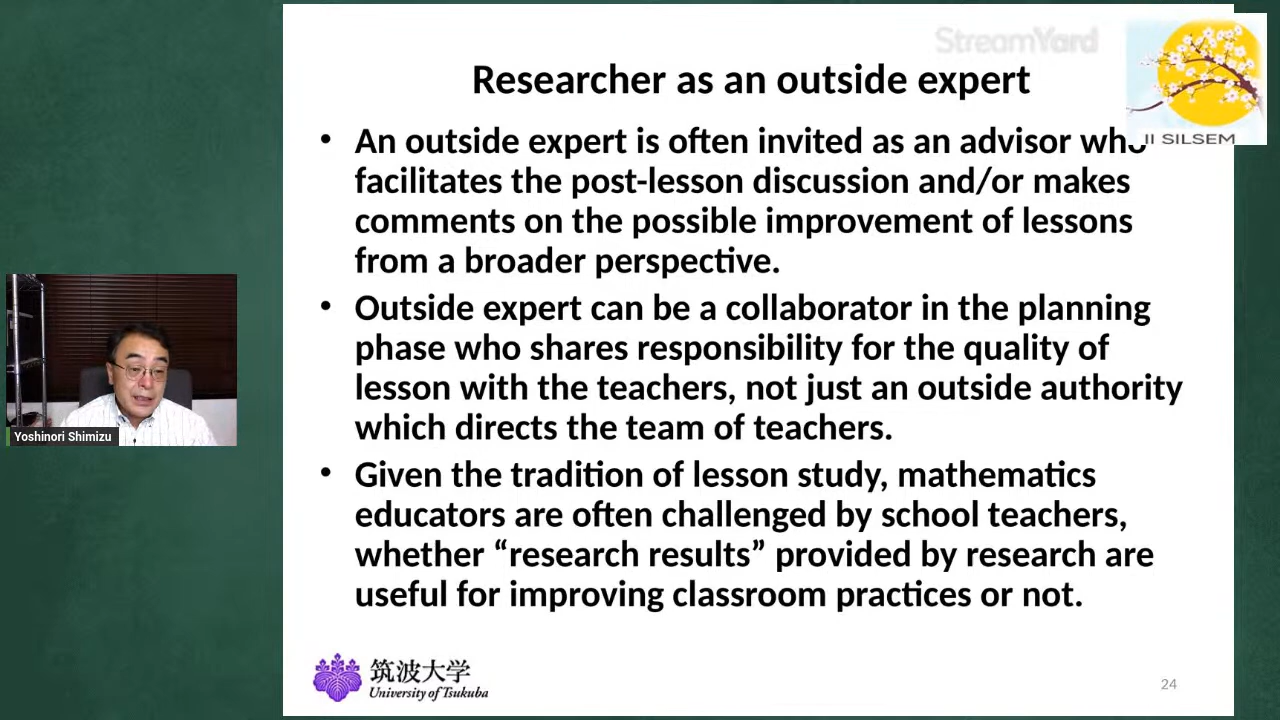 StreamYard
II SILSEM
Researcher as an outside expert
• An outside expert is often invited as an advisor who
facilitates the post-lesson discussion and/or makes
comments on the possible improvement of lessons
from a broader perspective.
• Outside expert can be a collaborator in the planning
phase who shares responsibility for the quality of
lesson with the teachers, not just an outside authority
which directs the team of teachers.
• Given the tradition of lesson study, mathematics
educators are often challenged by school teachers,
whether “research results” provided by research are
useful for improving classroom practices or not.
Yoshinori Shimizu
筑波大学
University of Tsukuba
24